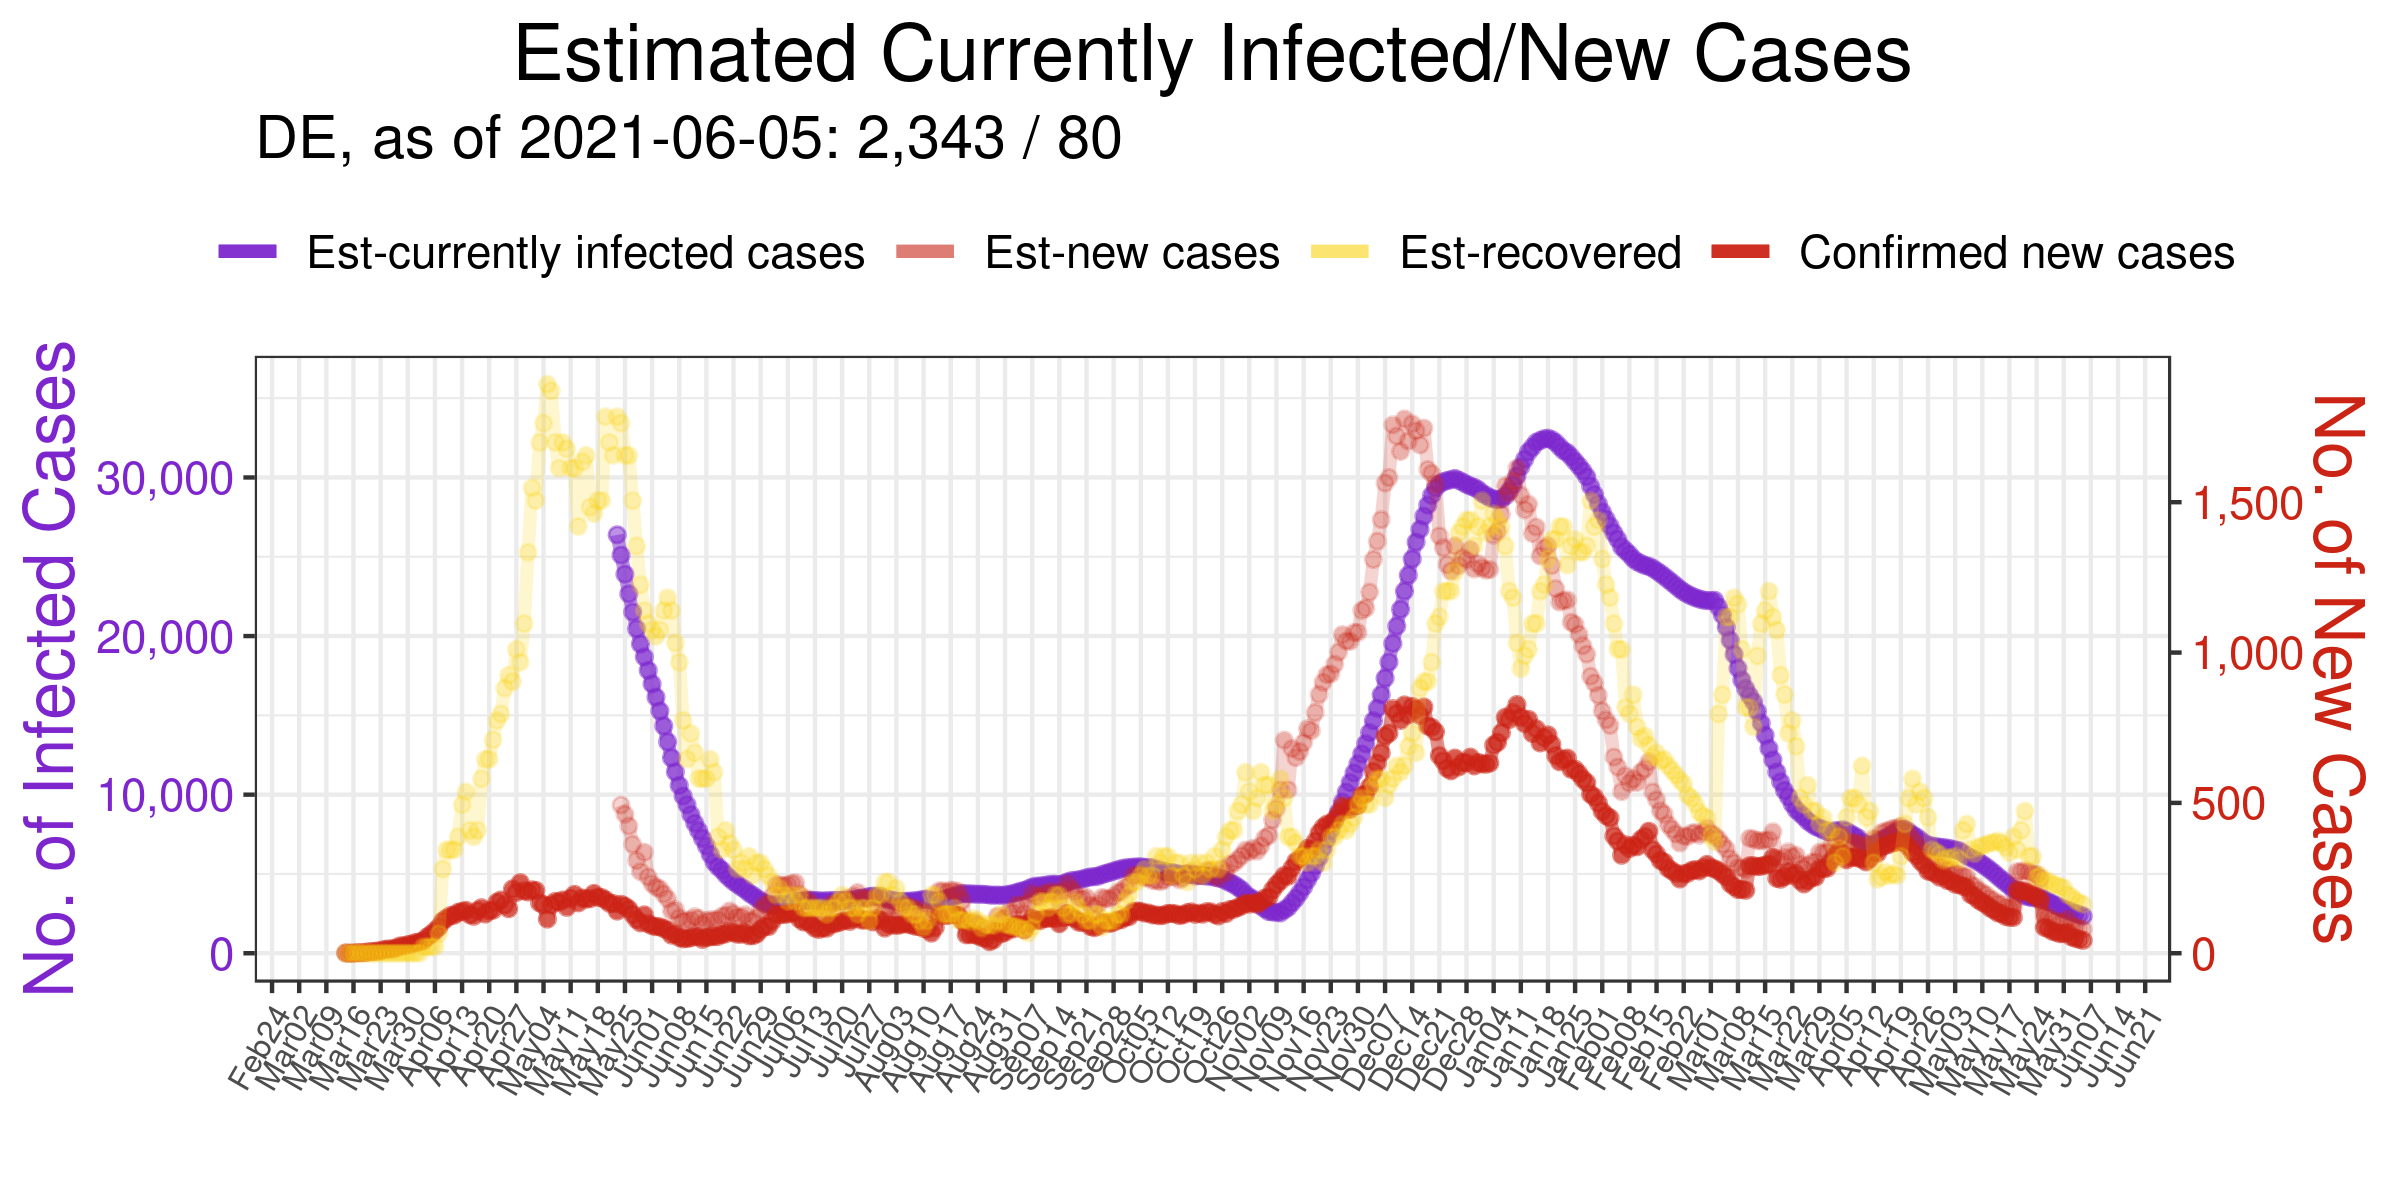 Estimated Currently Infected/New Cases
DE, as of 2021-06-05: 2,343 / 80
Est-currently infected cases Est-new cases Est-recovered Confirmed new cases
No. of Infected Cases
30,000
20,000
10,000
0
No. of New Cases
1,500
1,000
500
0
Feb24 Mar02 Mar09 Mar16 Mar23 Mar30 Apr06 Apr13 Apr20 Apr27 May04 May11 May18 May25 Jun01 Jun08 Jun15 Jun22 Jun29 Jul06 Jul13 Jul20 Jul27 Aug03 Aug10 Aug17 Aug24 Aug31 Sep07 Sep14 Sep21 Sep28 Oct05 Oct12 Oct19 Oct26 Nov02 Nov09 Nov16 Nov23 Nov30 Dec07 Dec14 Dec21 Dec28 Jan04 Jan11 Jan18 Jan25 Feb01 Feb08 Feb15 Feb22 Mar01 Mar08 Mar15 Mar22 Mar29 Apr05 Apr12 Apr19 Apr26 May03 May10 May17 May24 May31 Jun07 Jun14 Jun21